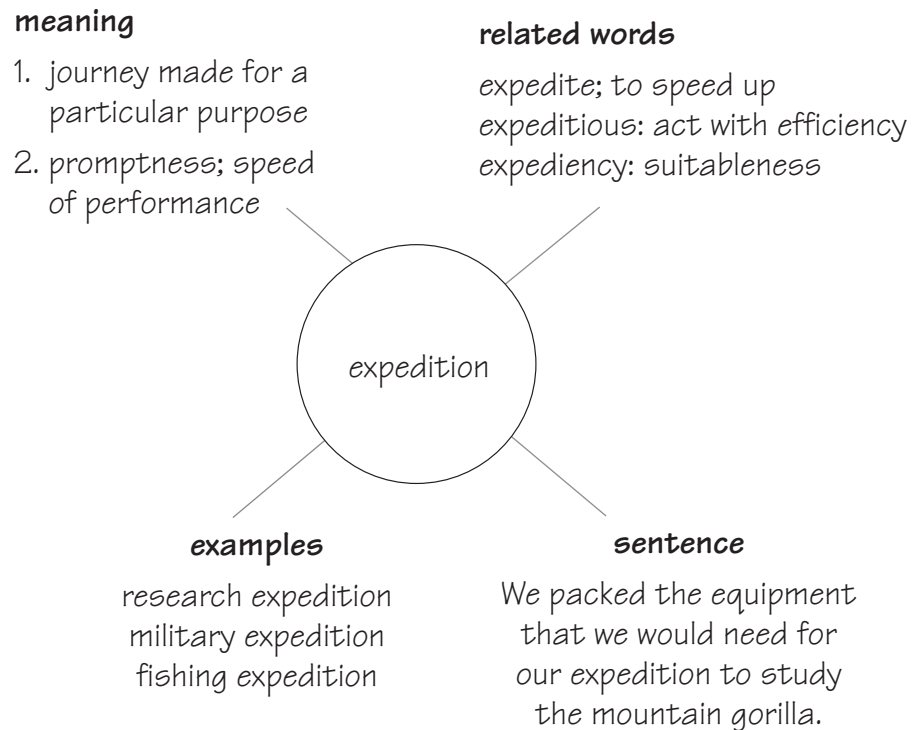 meaning
1. journey made for a
particular purpose
2. promptness; speed
of performance
related words
expedite; to speed up
expeditious: act with efficiency
expediency: suitableness
expedition
examples
research expedition
military expedition
fishing expedition
sentence
We packed the equipment
that we would need for
our expedition to study
the mountain gorilla.